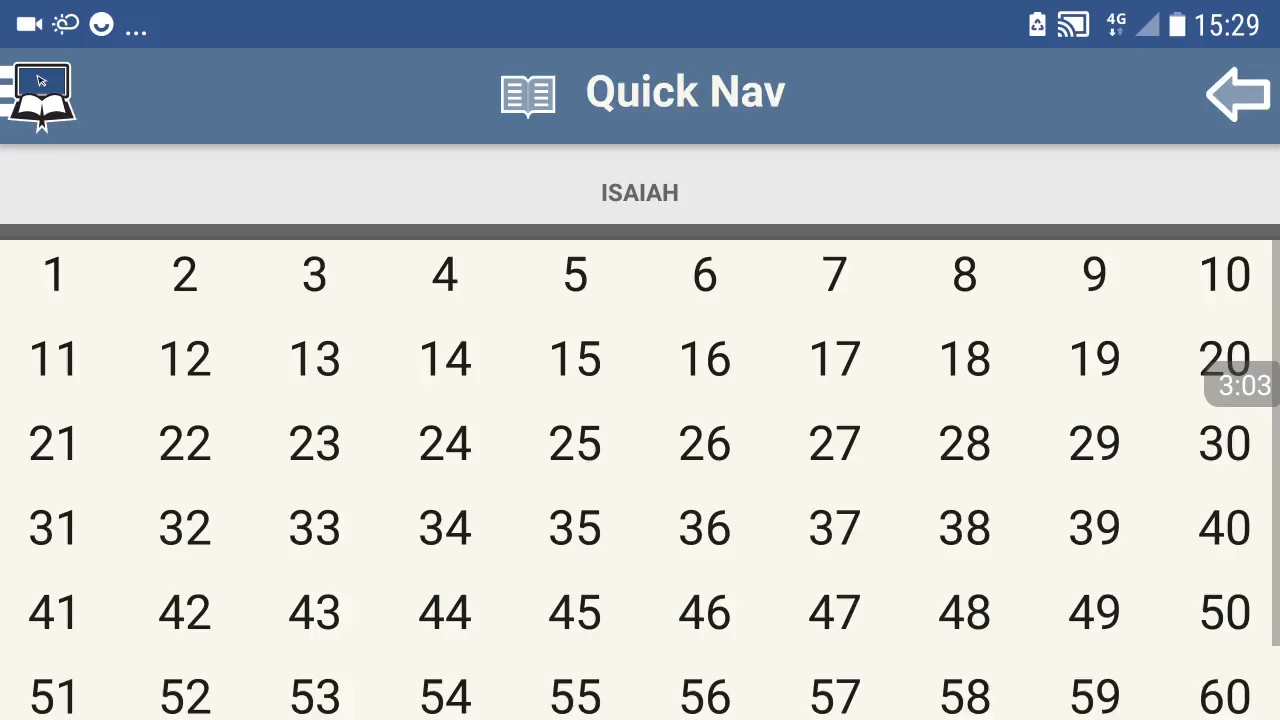 ... 4G 15:29
Quick Nav
ISAIAH
1 2 3 4 5 6 7 8 9 10
11 12 13 14 15 16 17 18 19 20
3:03
21 22 23 24 25 26 27 28 29 30
31 32 33 34 35 36 37 38 39 40
41 42 43 44 45 46 47 48 49 50
51 52 53 54 55 56 57 58 59 60